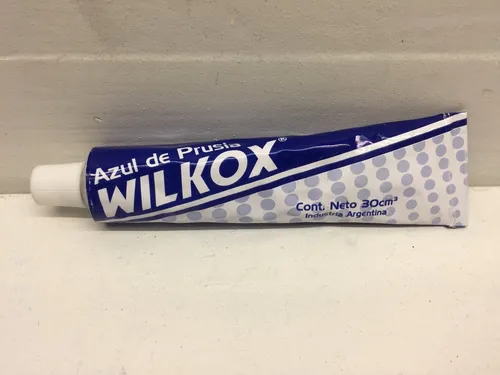 Azul de Prusia
WILKOX®
Cont. Neto 30cm³
Industria Argentina